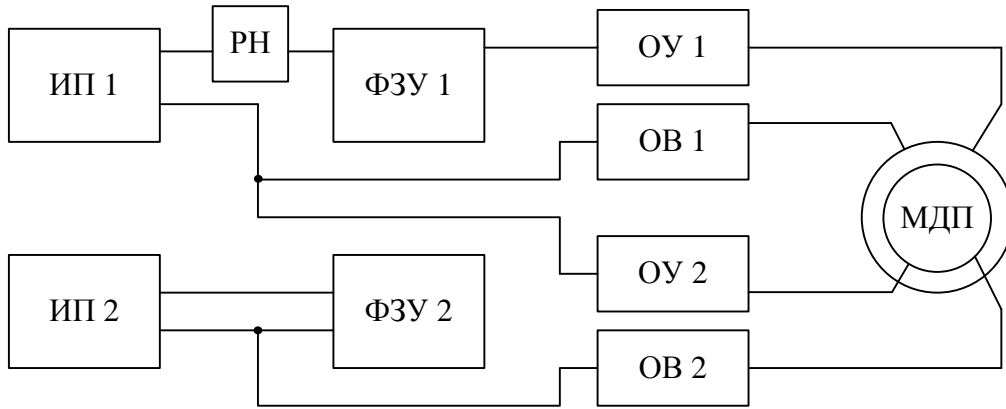 ИП 1
РН
ФЗУ 1
ОУ 1
ОВ 1
МДП
ИП 2
ФЗУ 2
ОУ 2
ОВ 2